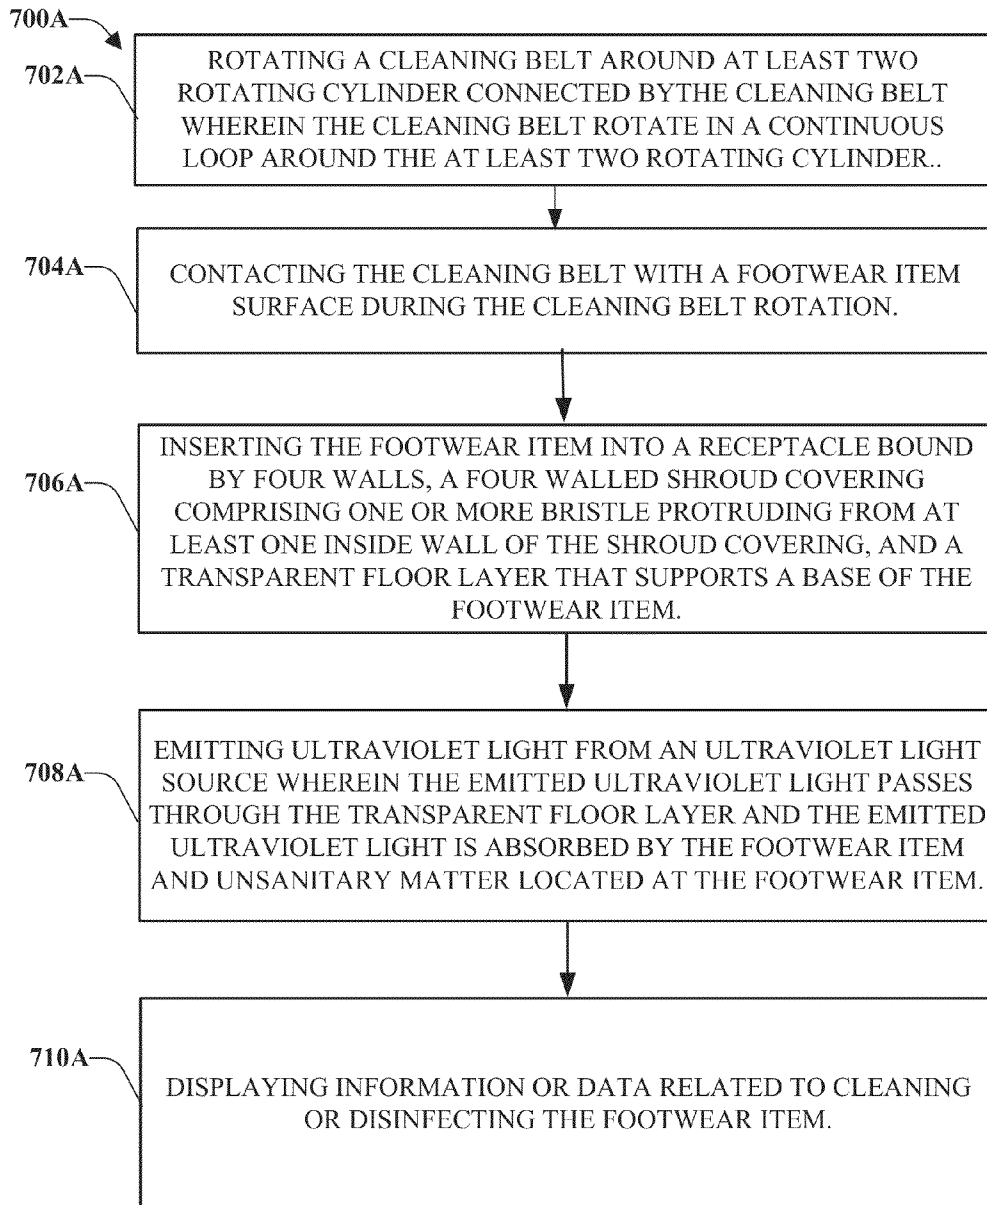 700A
702A
ROTATING A CLEANING BELT AROUND AT LEAST TWO
ROTATING CYLINDER CONNECTED BYTHE CLEANING BELT
WHEREIN THE CLEANING BELT ROTATE IN A CONTINUOUS
LOOP AROUND THE AT LEAST TWO ROTATING CYLINDER..
704A
CONTACTING THE CLEANING BELT WITH A FOOTWEAR ITEM
SURFACE DURING THE CLEANING BELT ROTATION.
706A
INSERTING THE FOOTWEAR ITEM INTO A RECEPTACLE BOUND
BY FOUR WALLS, A FOUR WALLED SHROUD COVERING
COMPRISING ONE OR MORE BRISTLE PROTRUDING FROM AT
LEAST ONE INSIDE WALL OF THE SHROUD COVERING, AND A
TRANSPARENT FLOOR LAYER THAT SUPPORTS A BASE OF THE
FOOTWEAR ITEM.
708A
EMITTING ULTRAVIOLET LIGHT FROM AN ULTRAVIOLET LIGHT
SOURCE WHEREIN THE EMITTED ULTRAVIOLET LIGHT PASSES
THROUGH THE TRANSPARENT FLOOR LAYER AND THE EMITTED
ULTRAVIOLET LIGHT IS ABSORBED BY THE FOOTWEAR ITEM
AND UNSANITARY MATTER LOCATED AT THE FOOTWEAR ITEM.
710A
DISPLAYING INFORMATION OR DATA RELATED TO CLEANING
OR DISINFECTING THE FOOTWEAR ITEM.